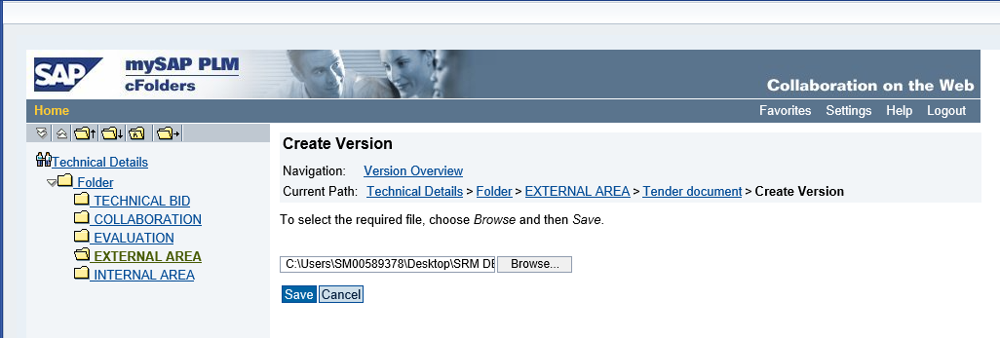 SAP
mySAP PLM
cFolders
Collaboration on the Web
Home
Favorites Settings Help Logout
Technical Details
Folder
TECHNICAL BID
COLLABORATION
EVALUATION
EXTERNAL AREA
INTERNAL AREA
Create Version
Navigation: Version Overview
Current Path: Technical Details > Folder > EXTERNAL AREA > Tender document > Create Version
To select the required file, choose Browse and then Save.
C:\Users\SM00589378\Desktop\SRM DE Browse...
Save Cancel